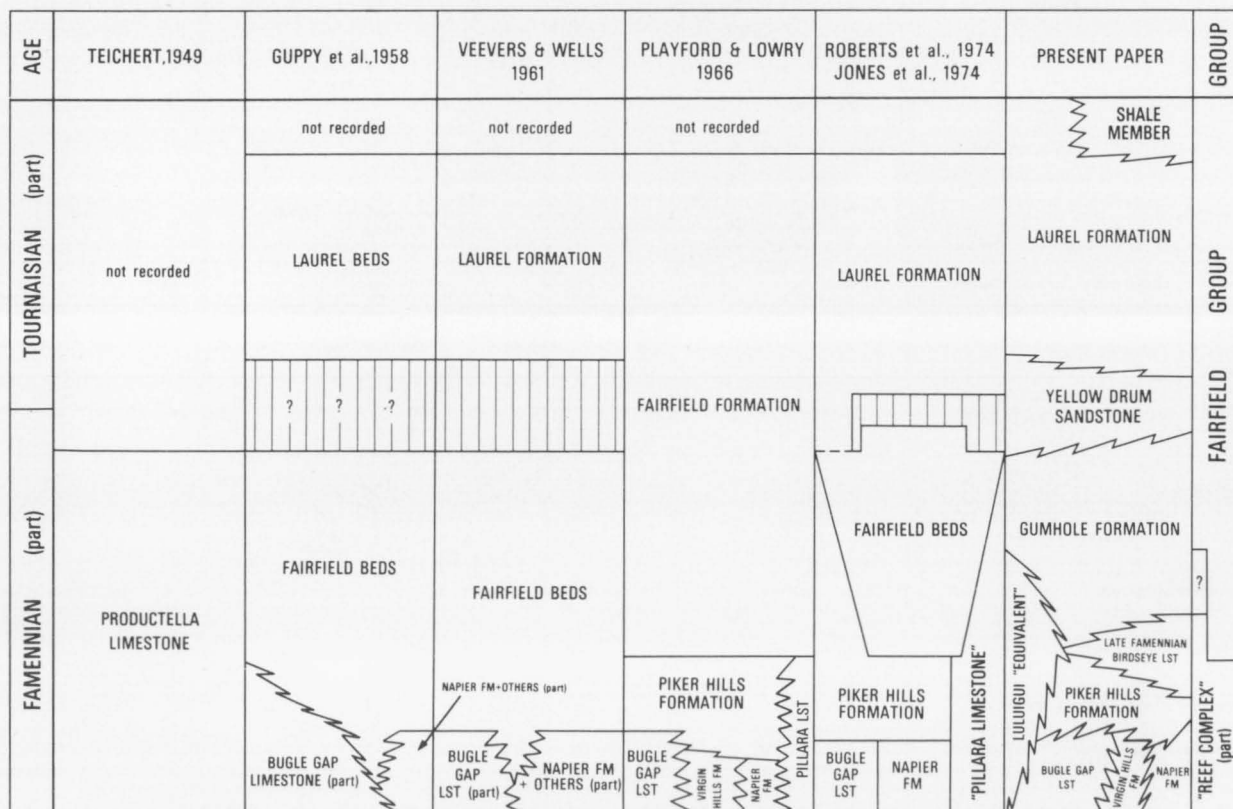 AGE
TEICHERT,1949
GUPPY et al.,1958
VEEVERS & WELLS
1961
PLAYFORD & LOWRY
1966
ROBERTS et al., 1974
JONES et al., 1974
PRESENT PAPER
GROUP
TOURNAISIAN (part)
not recorded
not recorded
not recorded
SHALE
MEMBER
not recorded
LAUREL BEDS
LAUREL FORMATION
LAUREL FORMATION
LAUREL FORMATION
FAIRFIELD GROUP
? ? ?
FAIRFIELD FORMATION
YELLOW DRUM
SANDSTONE
FAMENNIAN (part)
PRODUCTELLA
LIMESTONE
FAIRFIELD BEDS
FAIRFIELD BEDS
FAIRFIELD BEDS
GUMHOLE FORMATION
?
NAPIER FM+OTHERS (part)
BUGLE GAP
LIMESTONE (part)
BUGLE
GAP
LST (part)
NAPIER FM
+ OTHERS (part)
PIKER HILLS
FORMATION
BUGLE
GAP
LST
VIRGIN
HILLS FM
NAPIER
FM
PILLARA LST
PIKER HILLS
FORMATION
BUGLE
GAP LST
NAPIER
FM
"PILLARA LIMESTONE"
LULUIGUI "EQUIVALENT"
LATE FAMENNIAN
BIRDSEYE LST
PIKER HILLS
FORMATION
BUGLE GAP
LST
VIRGIN HILLS
FM
NAPIER
FM
"REEF COMPLEX"
(part)